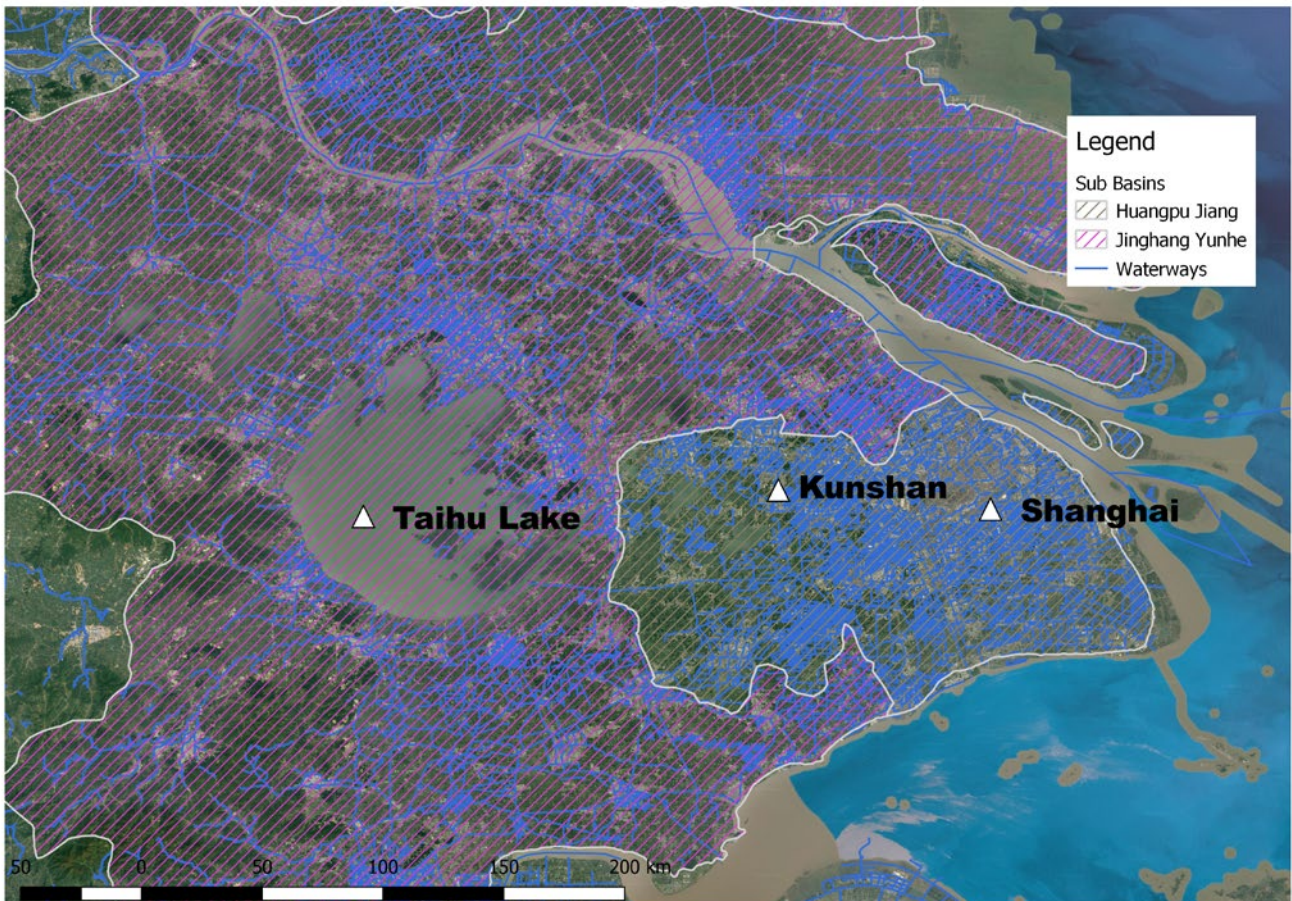 Legend
Sub Basins
Huangpu Jiang
Jinghang Yunhe
Waterways
Kunshan
Taihu Lake
Shanghai
50 0 50 100 150 200 km